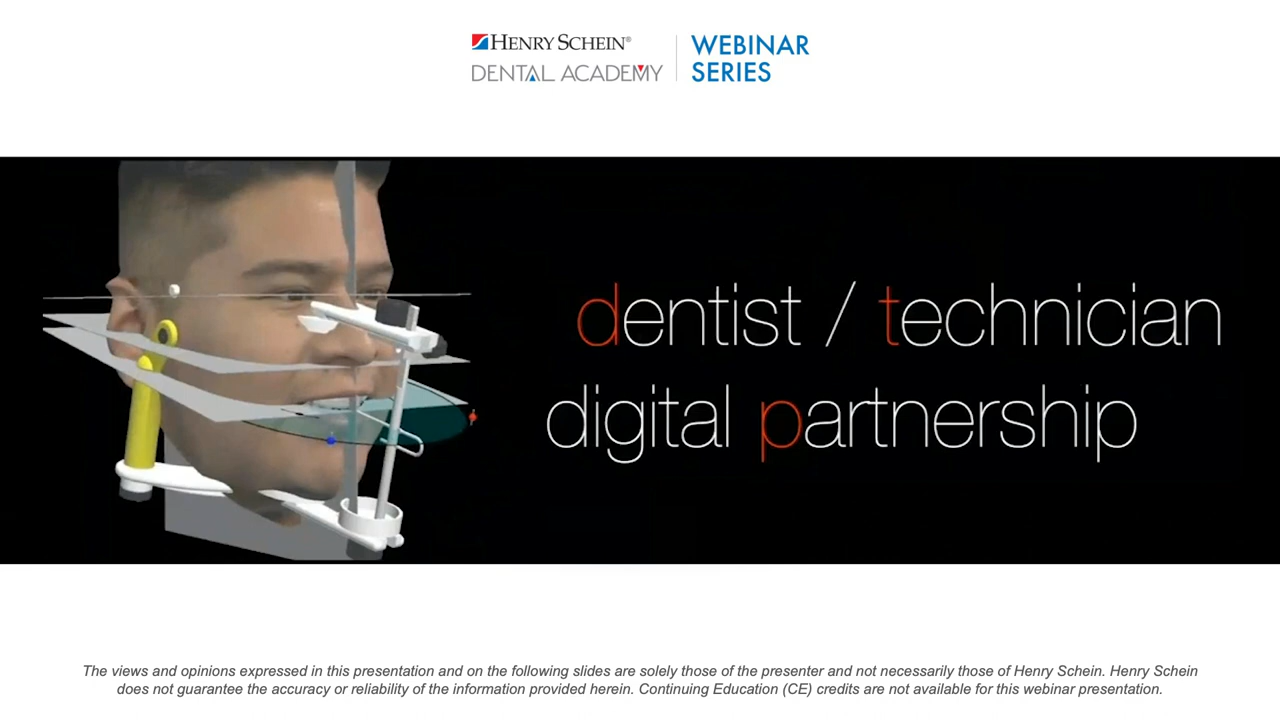 HENRY SCHEIN®
DENTAL ACADEMY
WEBINAR
SERIES
dentist / technician
digital partnership
The views and opinions expressed in this presentation and on the following slides are solely those of the presenter and not necessarily those of Henry Schein. Henry Schein
does not guarantee the accuracy or reliability of the information provided herein. Continuing Education (CE) credits are not available for this webinar presentation.